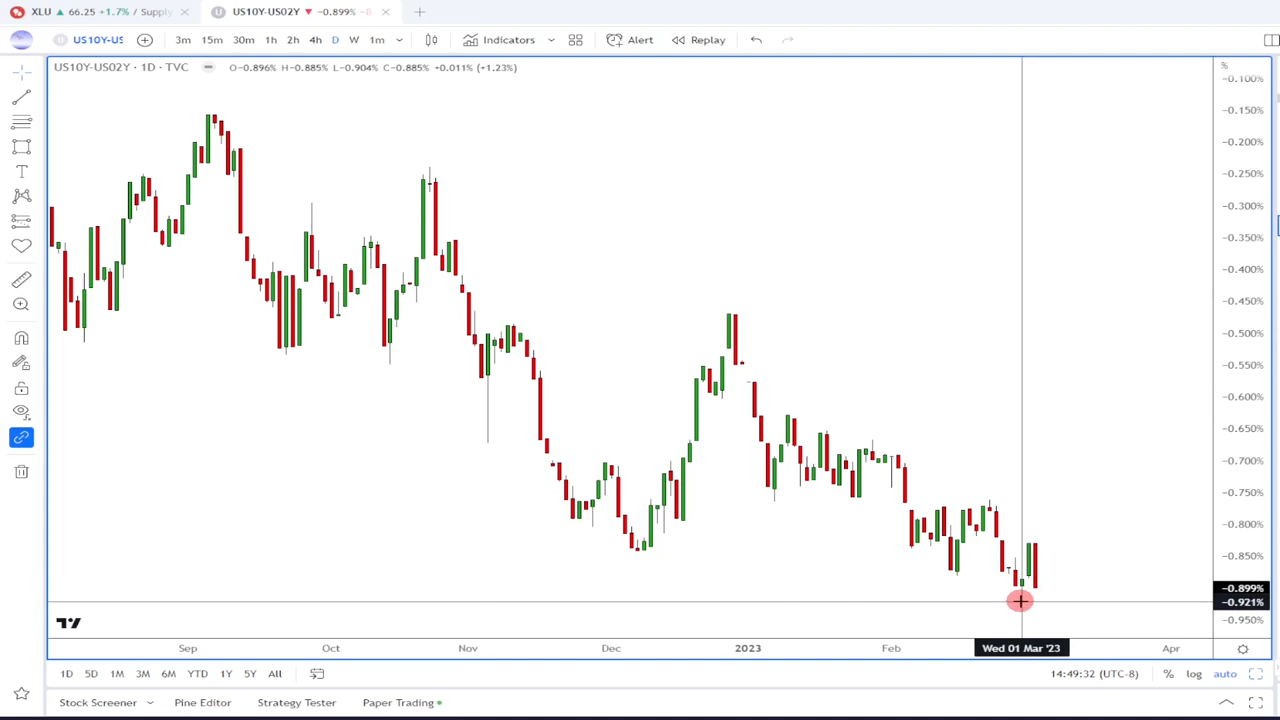 XLU ▲ 66.25 +1.7% / Supply
US10Y-US02Y ▼ -0.899%
US10Y-US 3m 15m 30m 1h 2h 4h D W 1m Indicators Alert Replay
US10Y-US02Y · 1D · TVC O-0.896% H-0.885% L-0.904% C-0.885% +0.011% (+1.23%)
%
-0.100%
-0.150%
-0.200%
-0.250%
-0.300%
-0.350%
-0.400%
-0.450%
-0.500%
-0.550%
-0.600%
-0.650%
-0.700%
-0.750%
-0.800%
-0.850%
-0.899%
-0.921%
-0.950%
Sep Oct Nov Dec 2023 Feb Wed 01 Mar '23 Apr
1D 5D 1M 3M 6M YTD 1Y 5Y All 14:49:32 (UTC-8) % log auto
Stock Screener Pine Editor Strategy Tester Paper Trading